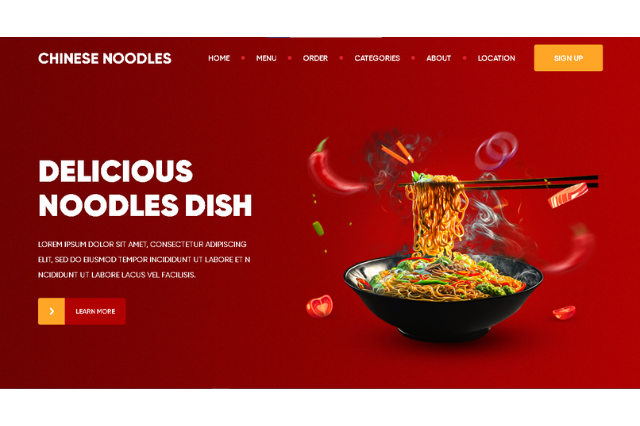 CHINESE NOODLES
HOME MENU ORDER CATEGORIES ABOUT LOCATION SIGN UP
DELICIOUS
NOODLES DISH
LOREM IPSUM DOLOR SIT AMET, CONSECTETUR ADIPISCING
ELIT, SED DO EIUSMOD TEMPOR INCIDIDUNT UT LABORE ET N
NCIDIDUNT UT LABORE LACUS VEL FACILISIS.
LEARN MORE